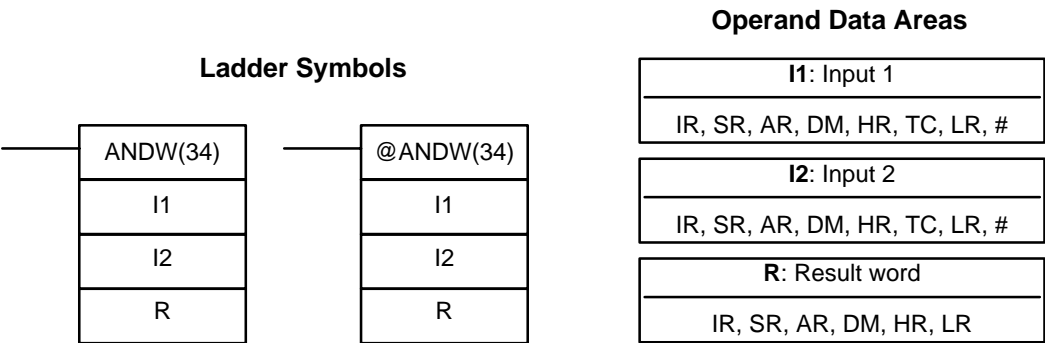 Operand Data Areas
Ladder Symbols
I1: Input 1
IR, SR, AR, DM, HR, TC, LR, #
I2: Input 2
IR, SR, AR, DM, HR, TC, LR, #
R: Result word
IR, SR, AR, DM, HR, LR
ANDW(34)
I1
I2
R
@ANDW(34)
I1
I2
R